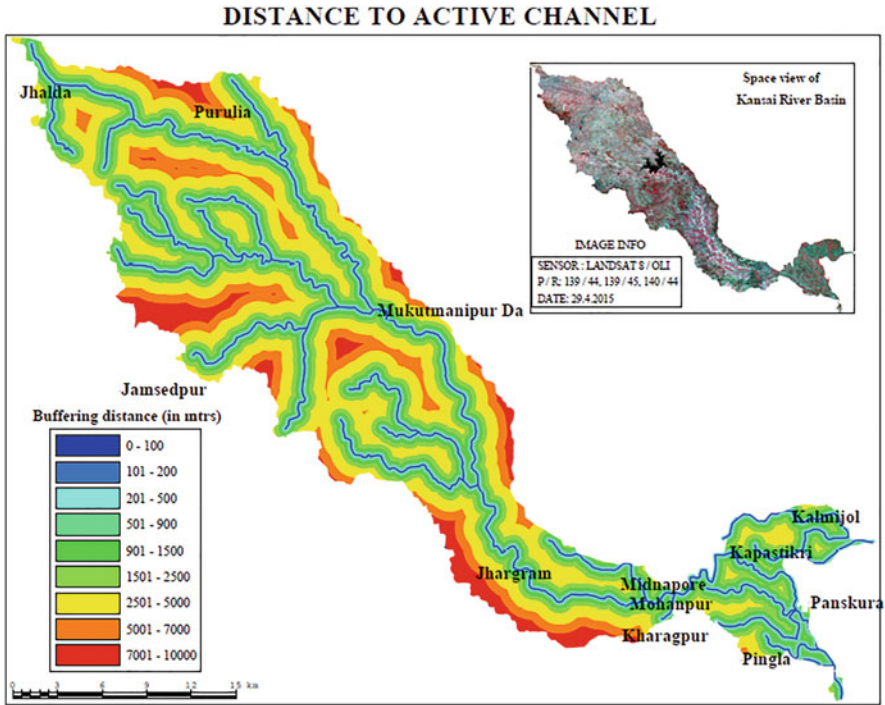 DISTANCE TO ACTIVE CHANNEL
Space view of
Kansai River Basin
Jhalda
Purulia
IMAGE INFO
SENSOR : LANDSAT 8 / OLI
P / R: 139 / 44, 139 / 45, 140 / 44
DATE: 29.4.2015
Mukutmanipur Da
Jamsedpur
Buffering distance (in mtrs)
0 - 100
101 - 200
201 - 500
501 - 900
901 - 1500
1501 - 2500
2501 - 5000
5001 - 7000
7001 - 10000
Kalmijol
Kapastikri
Jhargram
Midnapore
Mohanpur
Panskura
Kharagpur
Pingla
0 3 6 9 12 15 km